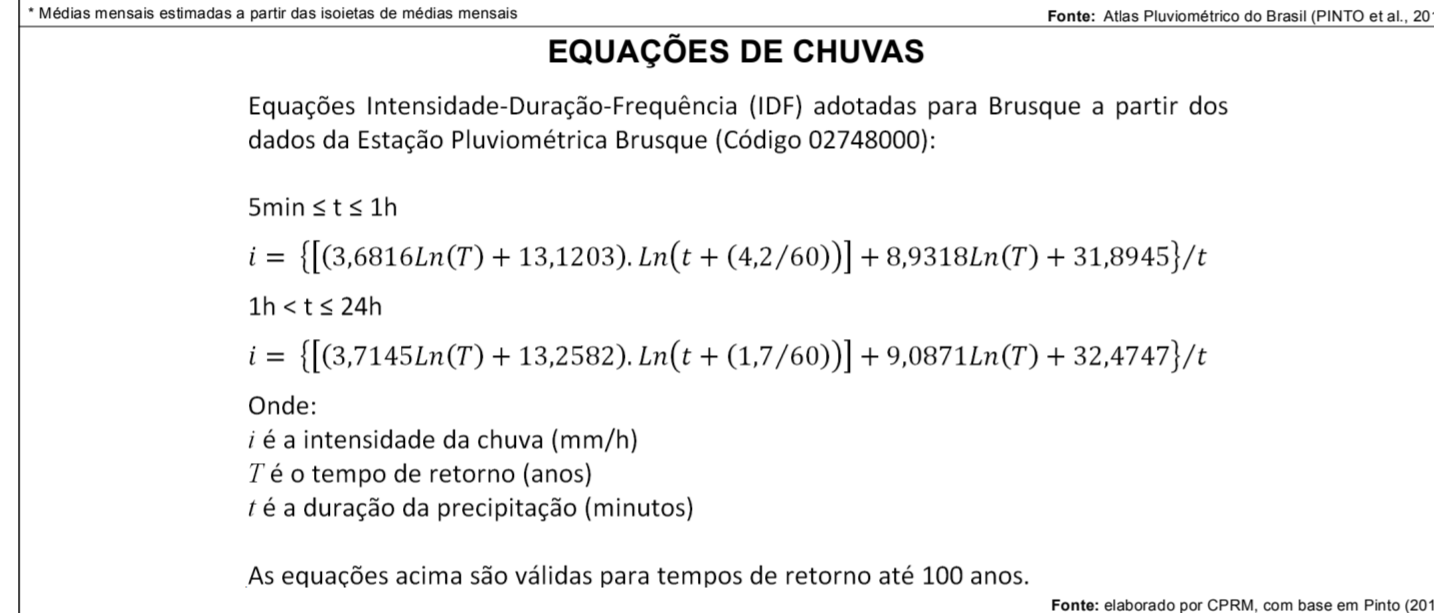 * Médias mensais estimadas a partir das isoietas de médias mensais
Fonte: Atlas Pluviométrico do Brasil (PINTO et al.,
EQUAÇÕES DE CHUVAS
Equações Intensidade-Duração-Frequência (IDF) adotadas para Brusque a partir dos
dados da Estação Pluviométrica Brusque (Código 02748000):
5min ≤ t ≤ 1h
i = {[(3,6816Ln(T) + 13,1203). Ln(t + (4,2/60))] + 8,9318Ln(T) + 31,8945}/t
1h < t ≤ 24h
i = {[(3,7145Ln(T) + 13,2582). Ln(t + (1,7/60))] + 9,0871Ln(T) + 32,4747}/t
Onde:
i é a intensidade da chuva (mm/h)
T é o tempo de retorno (anos)
t é a duração da precipitação (minutos)
As equações acima são válidas para tempos de retorno até 100 anos.
Fonte: elaborado por CPRM, com base em Pinto